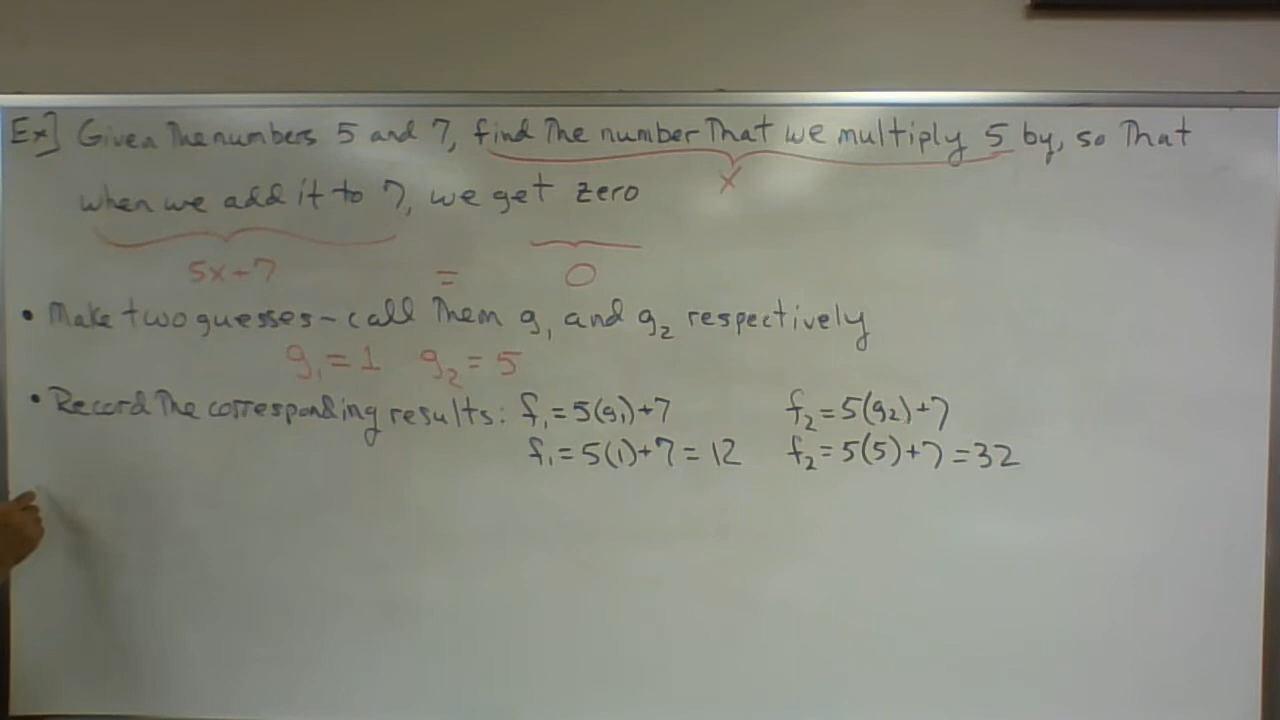 Ex] Given The numbers 5 and 7, find The number That we multiply 5 by, so That
x
when we add it to 7, we get zero
5x+7 = 0
• Make two guesses - call Them g₁ and g₂ respectively
g₁ = 1 g₂ = 5
• Record The corresponding results: f₁ = 5(g₁)+7 f₂ = 5(g₂)+7
f₁ = 5(1)+7 = 12 f₂ = 5(5)+7 = 32